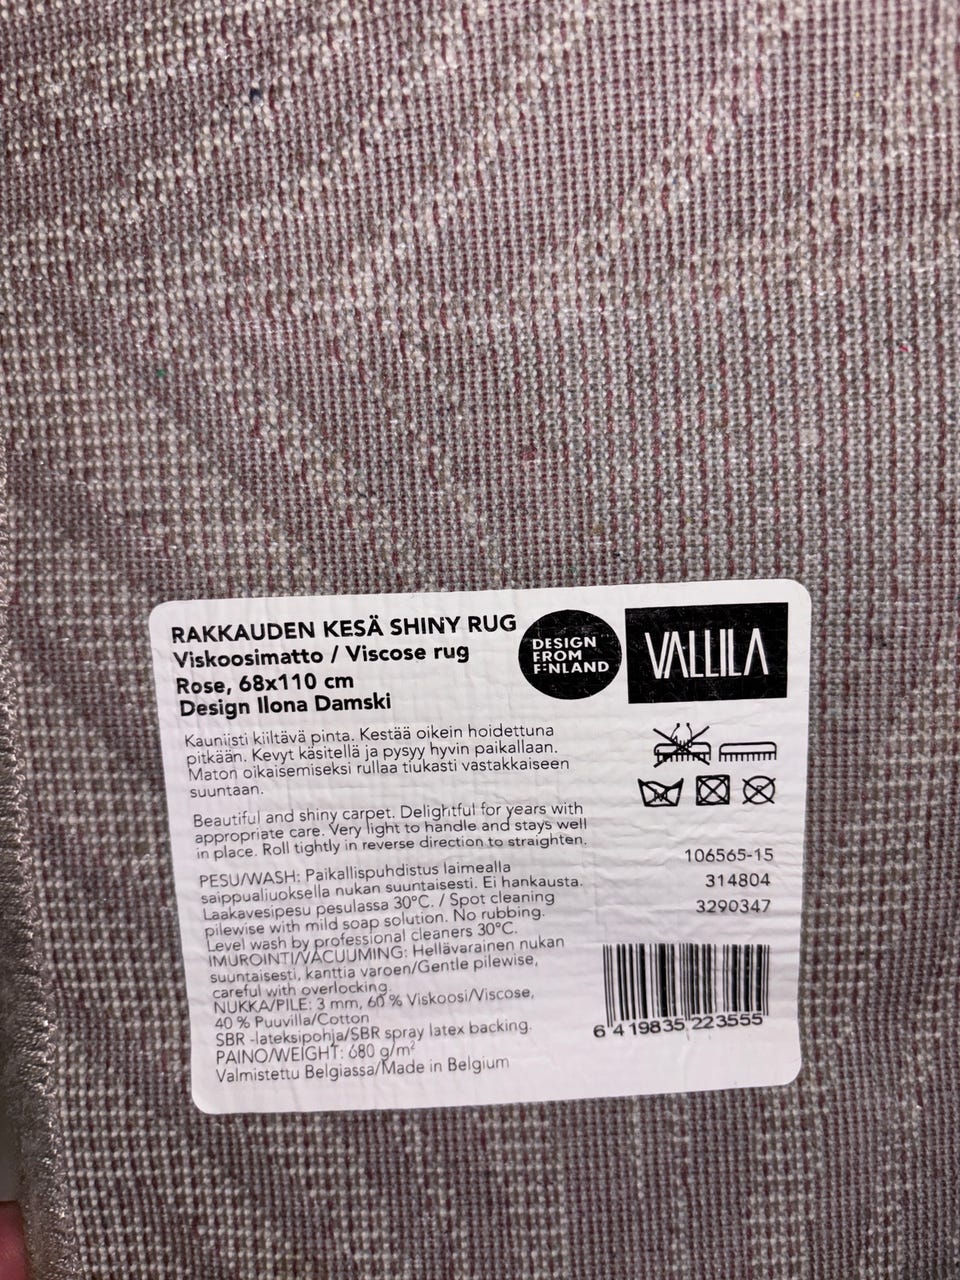 RAKKAUDEN KESÄ SHINY RUG
Viskoosimatto / Viscose rug
Rose, 68x110 cm
Design Ilona Damski
DESIGN
FROM
FINLAND
VALLILA
Kauniisti kiiltävä pinta. Kestää oikein hoidettuna
pitkään. Kevyt käsitellä ja pysyy hyvin paikallaan.
Maton oikaisemiseksi rullaa tiukasti vastakkaiseen
suuntaan.
Beautiful and shiny carpet. Delightful for years with
appropriate care. Very light to handle and stays well
in place. Roll tightly in reverse direction to straighten.
PESU/WASH: Paikallispuhdistus laimealla
saippualiuoksella nukan suuntaisesti. Ei hankausta.
Laakavesipesu pesulassa 30°C. / Spot cleaning
pilewise with mild soap solution. No rubbing.
Level wash by professional cleaners 30°C.
IMUROINTI/VACUUMING: Hellävarainen nukan
suuntaisesti, kanttia varoen/Gentle pilewise,
careful with overlocking.
NUKKA/PILE: 3 mm, 60 % Viskoosi/Viscose,
40 % Puuvilla/Cotton
SBR -lateksipohja/SBR spray latex backing.
PAINO/WEIGHT: 680 g/m²
Valmistettu Belgiassa/Made in Belgium
106565-15
314804
3290347
6 419835 223555